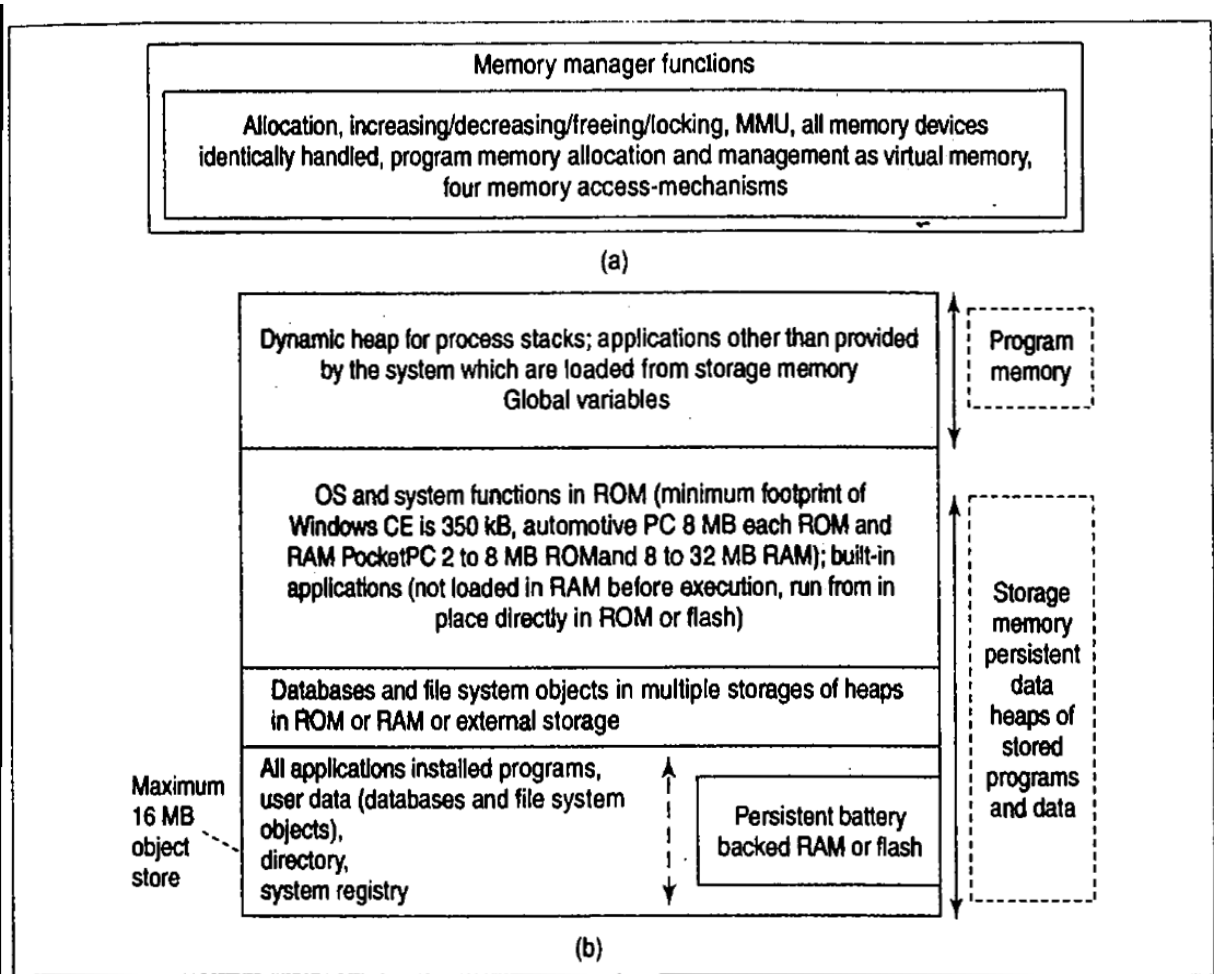 Memory manager functions
Allocation, increasing/decreasing/freeing/locking, MMU, all memory devices
identically handled, program memory allocation and management as virtual memory,
four memory access-mechanisms
(a)
Dynamic heap for process stacks; applications other than provided
by the system which are loaded from storage memory
Global variables
Program
memory
OS and system functions in ROM (minimum footprint of
Windows CE is 350 kB, automotive PC 8 MB each ROM and
RAM PocketPC 2 to 8 MB ROMand 8 to 32 MB RAM); built-in
applications (not loaded in RAM before execution, run from in
place directly in ROM or flash)
Databases and file system objects in multiple storages of heaps
in ROM or RAM or external storage
Storage
memory
persistent
data
heaps of
stored
programs
and data
Maximum
16 MB
object
store
All applications installed programs,
user data (databases and file system
objects),
directory,
system registry
Persistent battery
backed RAM or flash
(b)